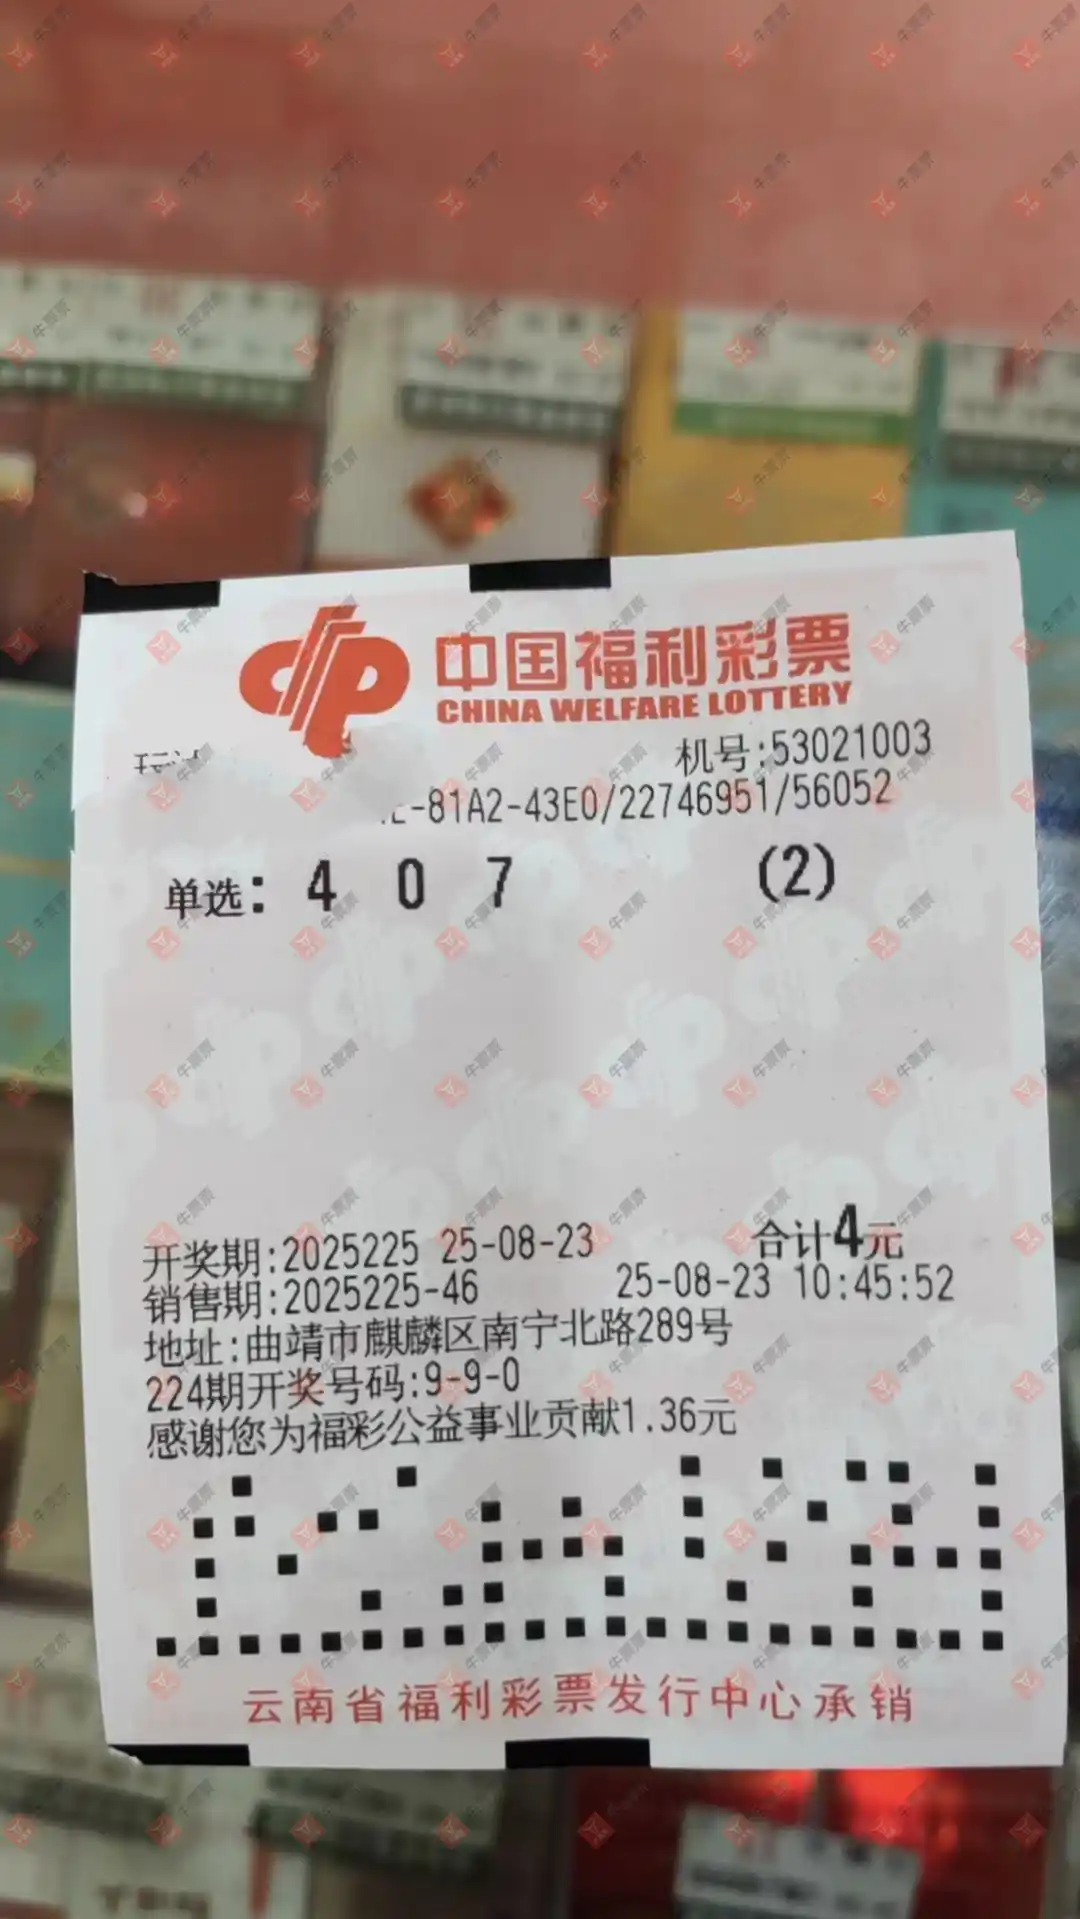 中国福利彩票
CHINA WELFARE LOTTERY
机号:53021003
-81A2-43E0/22746951/56052
单选: 4 0 7 (2)
开奖期:2025225 25-08-23 合计4元
销售期:2025225-46 25-08-23 10:45:52
地址:曲靖市麒麟区南宁北路289号
224期开奖号码:9-9-0
感谢您为福彩公益事业贡献1.36元
云南省福利彩票发行中心承销
牛票票